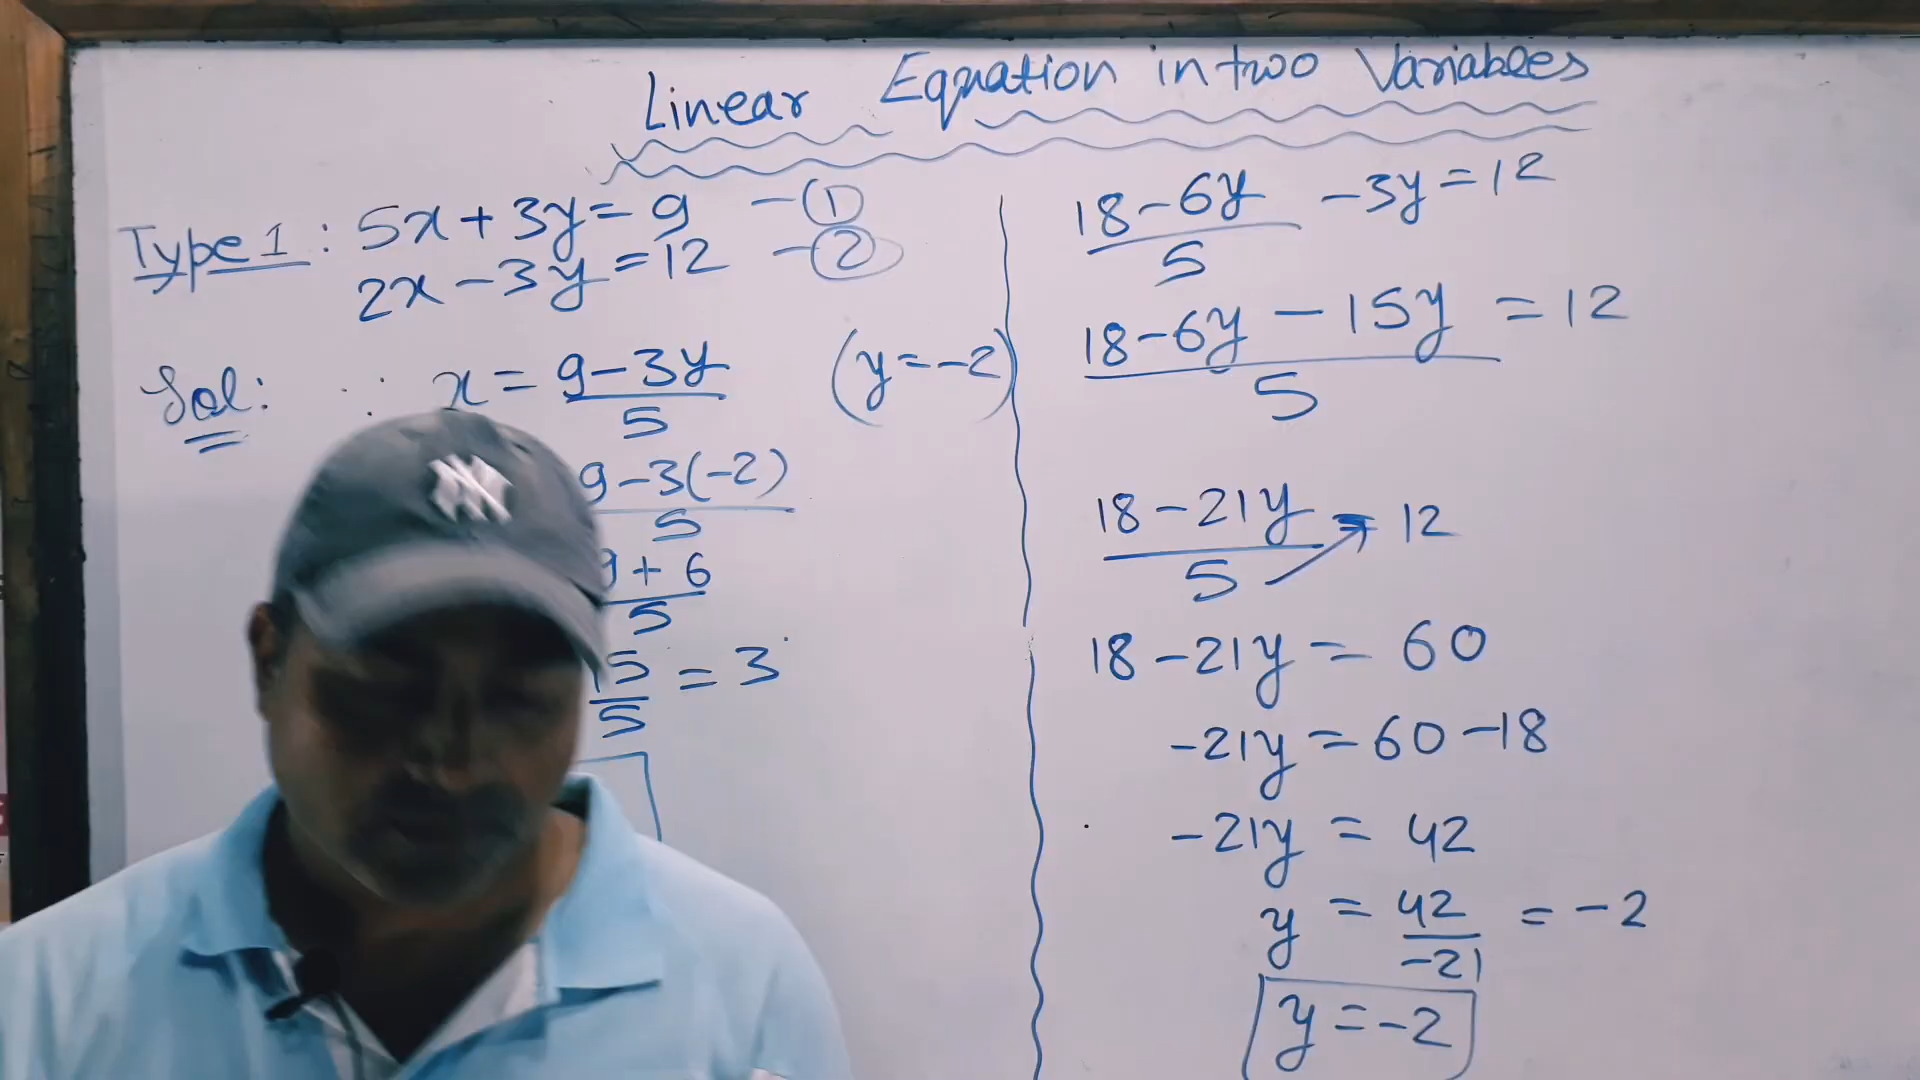 Linear Equation in two Variables
Type 1 : 5x + 3y = 9 - ①
2x - 3y = 12 - ②
Sol: ∴ x = 9 - 3y / 5 (y = -2)
9 - 3(-2) / 5
9 + 6 / 5
15 / 5 = 3
18 - 6y / 5 - 3y = 12
18 - 6y - 15y / 5 = 12
18 - 21y / 5 = 12
18 - 21y = 60
-21y = 60 - 18
-21y = 42
y = 42 / -21 = -2
y = -2